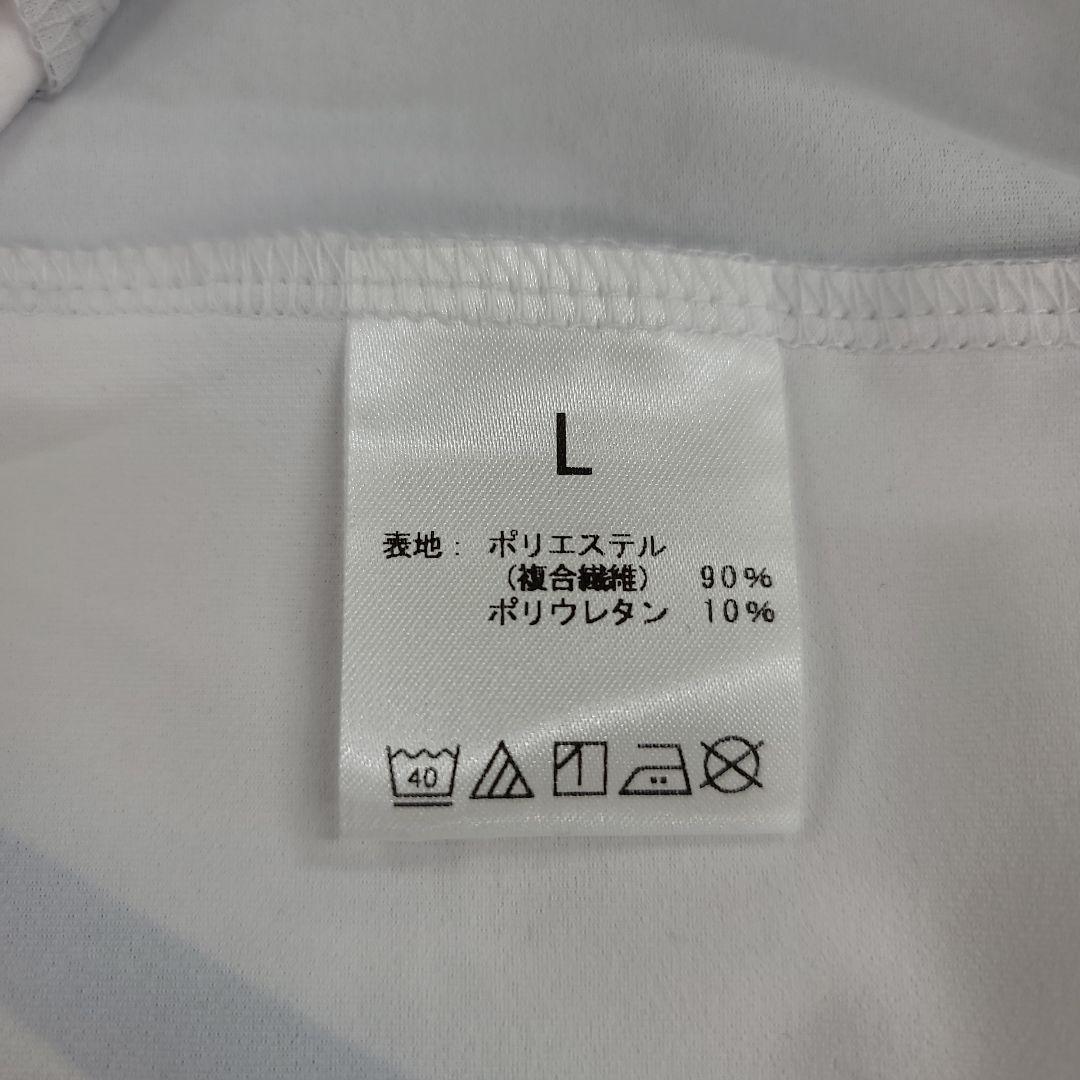 L
表地： ポリエステル
（複合繊維） 90%
ポリウレタン 10%
40